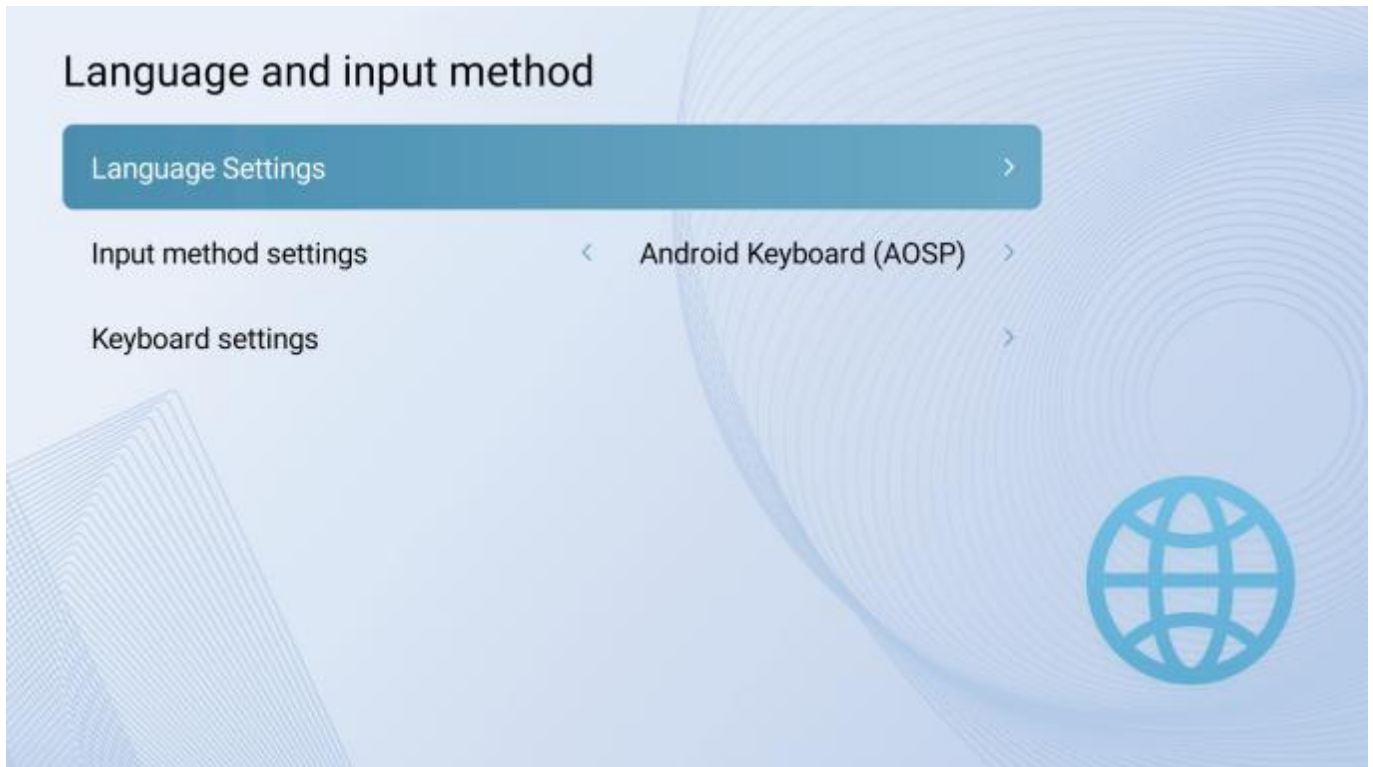 Language and input method
Language Settings
Input method settings Android Keyboard (AOSP)
Keyboard settings